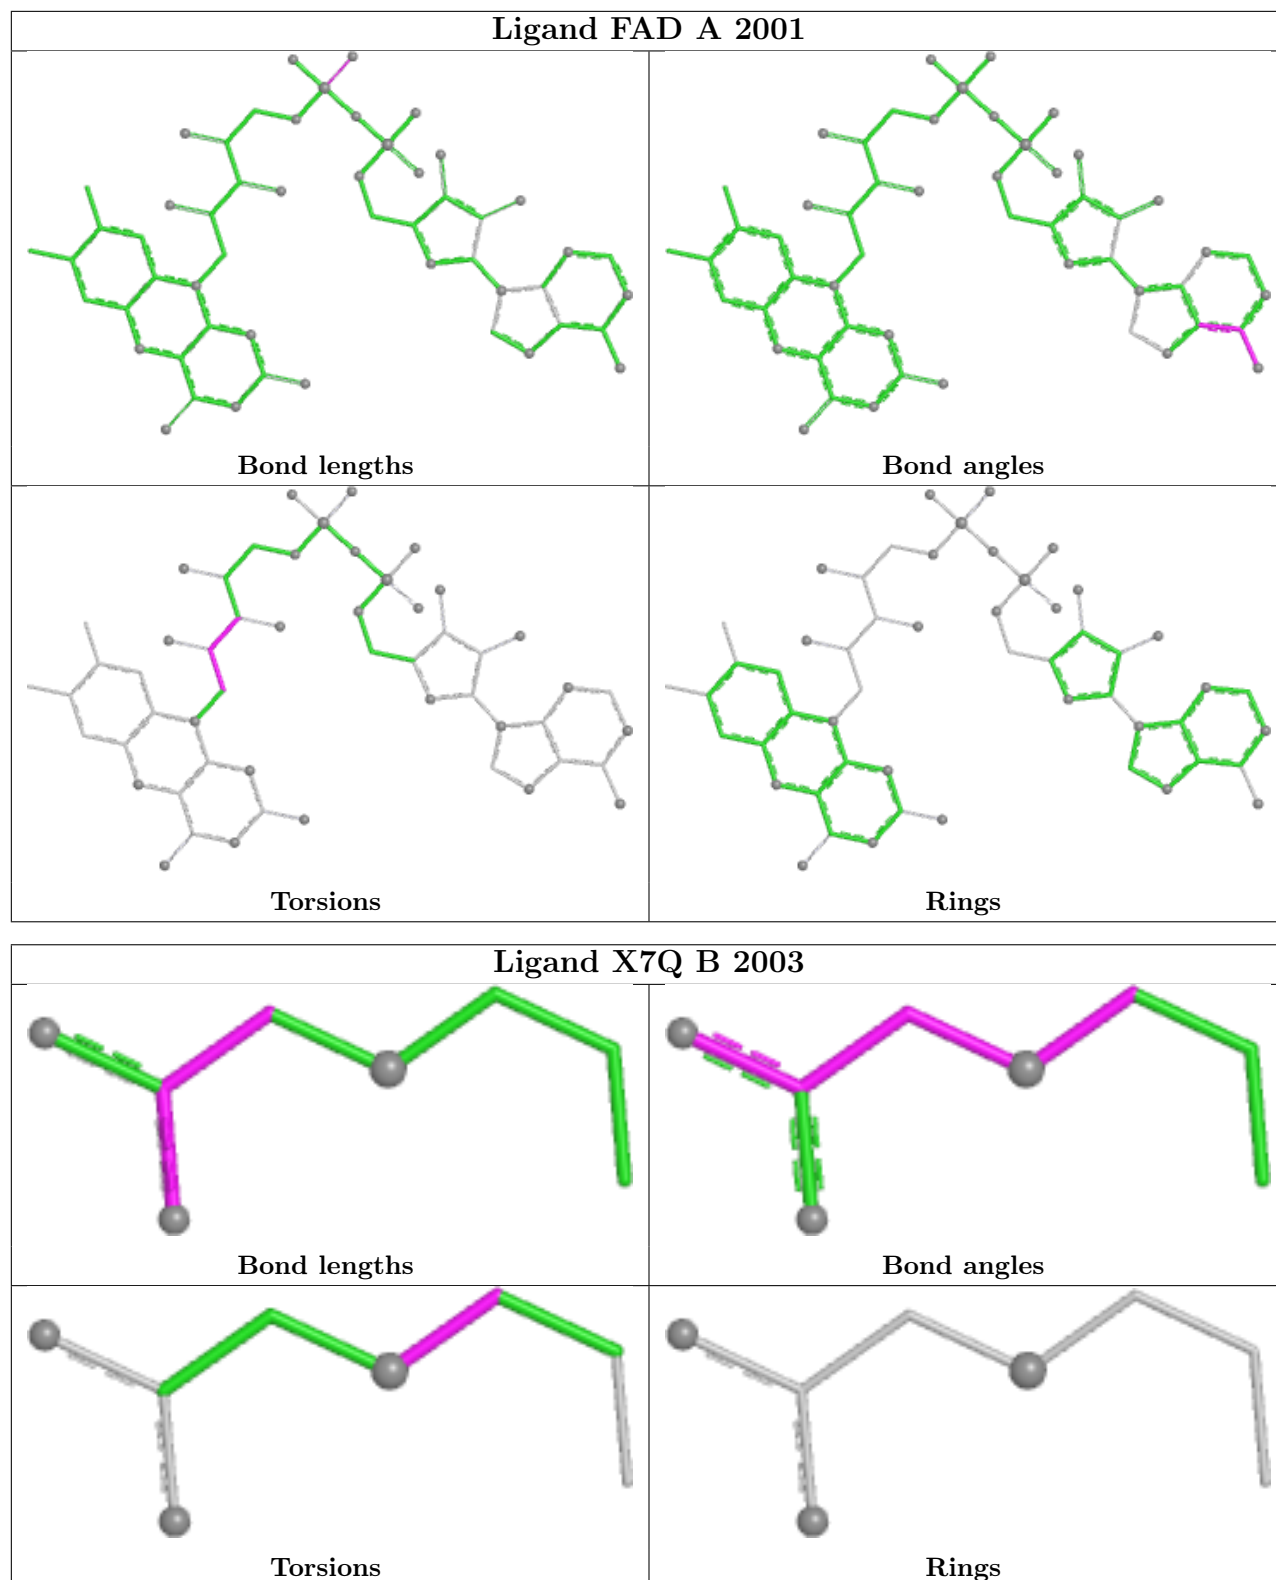 Ligand FAD A 2001
Bond lengths
Bond angles
Torsions
Rings
Ligand X7Q B 2003
Bond lengths
Bond angles
Torsions
Rings